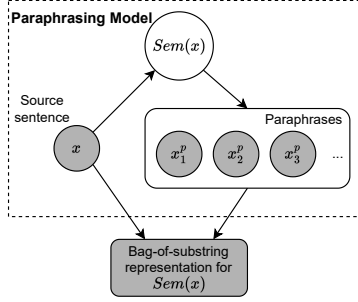 Paraphrasing Model
Sem(x)
Source
sentence
x
Paraphrases
x_1^p x_2^p x_3^p ...
Bag-of-substring
representation for
Sem(x)